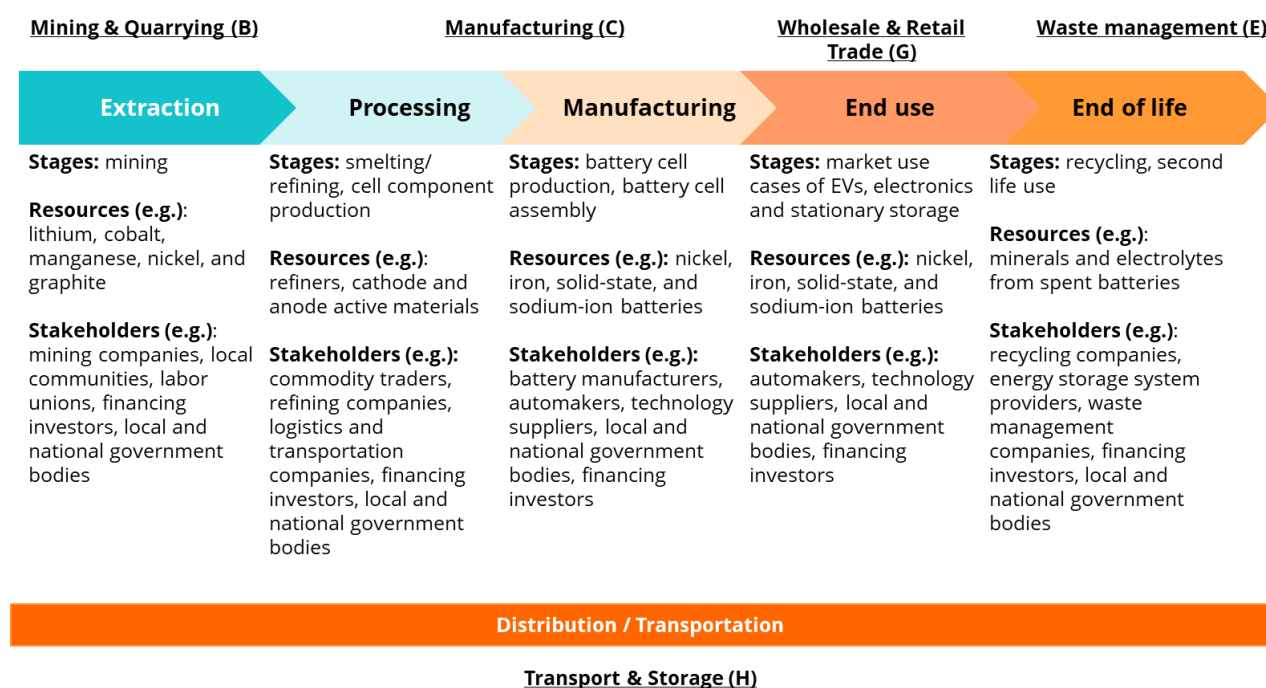 Mining & Quarrying (B)
Manufacturing (C)
Wholesale & Retail
Trade (G)
Waste management (E)
Extraction
Processing
Manufacturing
End use
End of life
Stages: mining
Resources (e.g.):
lithium, cobalt,
manganese, nickel, and
graphite
Stakeholders (e.g.):
mining companies, local
communities, labor
unions, financing
investors, local and
national government
bodies
Stages: smelting/
refining, cell component
production
Resources (e.g.):
refiners, cathode and
anode active materials
Stakeholders (e.g.):
commodity traders,
refining companies,
logistics and
transportation
companies, financing
investors, local and
national government
bodies
Stages: battery cell
production, battery cell
assembly
Resources (e.g.): nickel,
iron, solid-state, and
sodium-ion batteries
Stakeholders (e.g.):
battery manufacturers,
automakers, technology
suppliers, local and
national government
bodies, financing
investors
Stages: market use
cases of EVs, electronics
and stationary storage
Resources (e.g.): nickel,
iron, solid-state, and
sodium-ion batteries
Stakeholders (e.g.):
automakers, technology
suppliers, local and
national government
bodies, financing
investors
Stages: recycling, second
life use
Resources (e.g.):
minerals and electrolytes
from spent batteries
Stakeholders (e.g.):
recycling companies,
energy storage system
providers, waste
management
companies, financing
investors, local and
national government
bodies
Distribution / Transportation
Transport & Storage (H)